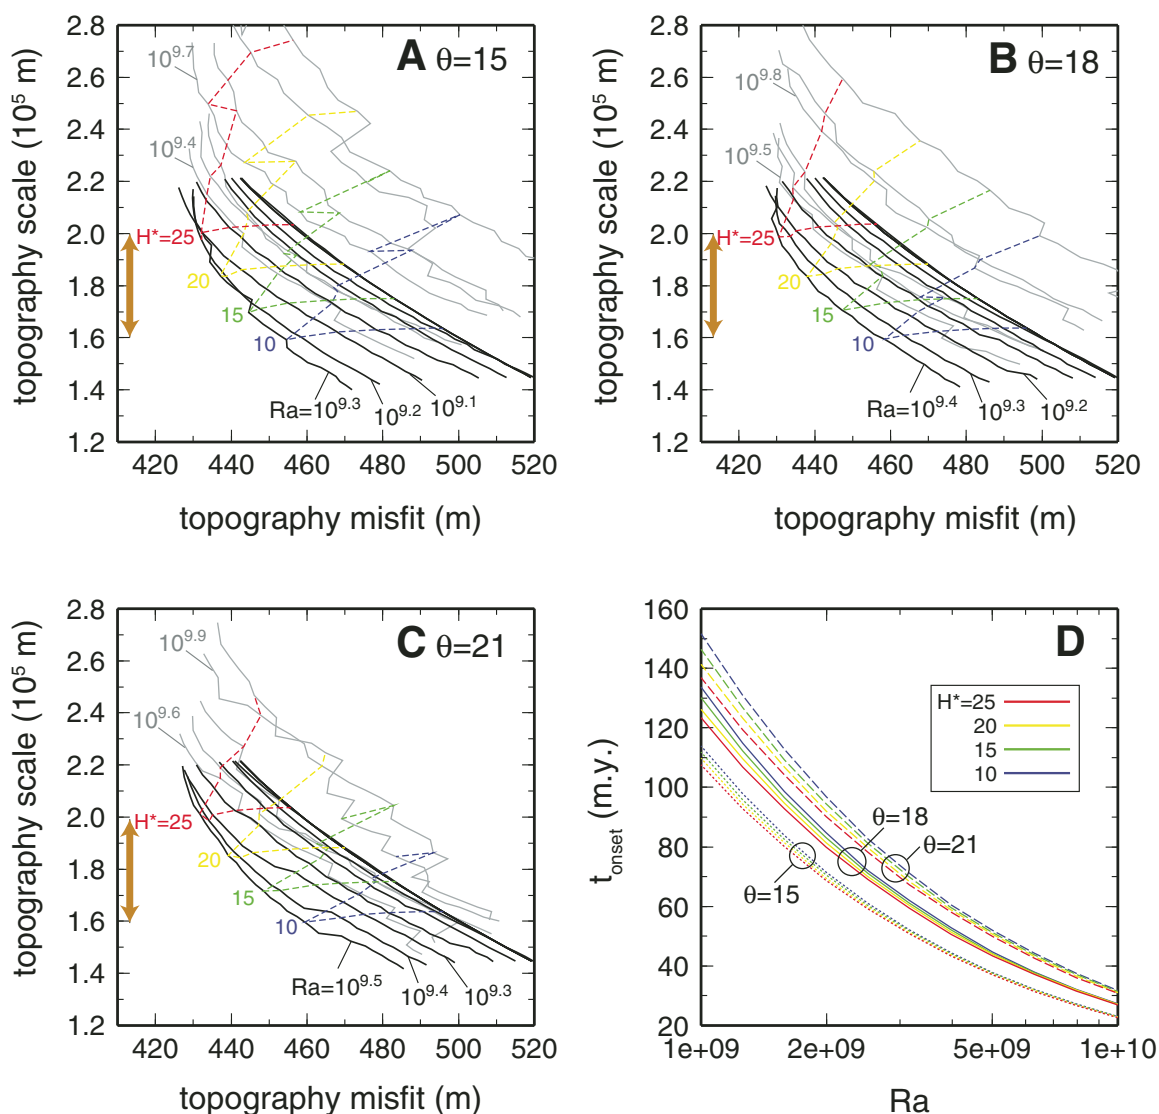 A θ=15
topography scale (10⁵ m)
2.8
2.6
2.4
2.2
2.0
1.8
1.6
1.4
1.2
10^9.7
10^9.4
H*=25
20
15
10
Ra=10^9.3
10^9.2
10^9.1
420 440 460 480 500 520
topography misfit (m)
B θ=18
topography scale (10⁵ m)
2.8
2.6
2.4
2.2
2.0
1.8
1.6
1.4
1.2
10^9.8
10^9.5
H*=25
20
15
10
Ra=10^9.4
10^9.3
10^9.2
420 440 460 480 500 520
topography misfit (m)
C θ=21
topography scale (10⁵ m)
2.8
2.6
2.4
2.2
2.0
1.8
1.6
1.4
1.2
10^9.9
10^9.6
H*=25
20
15
10
Ra=10^9.5
10^9.4
10^9.3
420 440 460 480 500 520
topography misfit (m)
D
t_onset (m.y.)
160
140
120
100
80
60
40
20
H*=25
20
15
10
θ=18
θ=21
θ=15
1e+09 2e+09 5e+09 1e+10
Ra